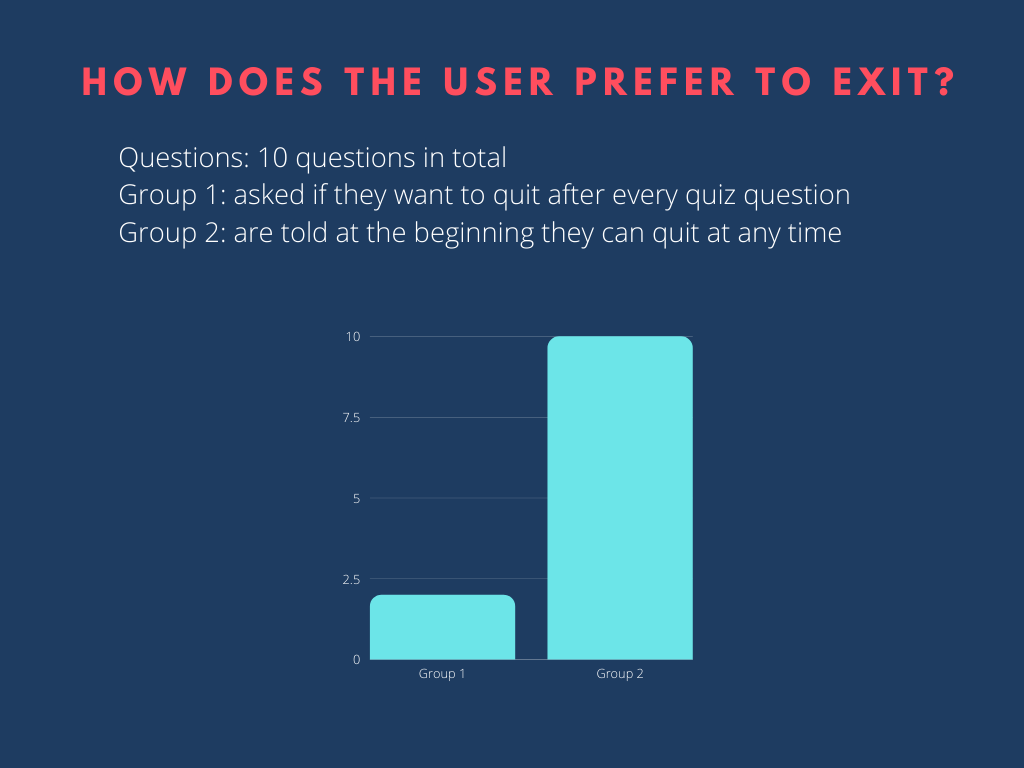 HOW DOES THE USER PREFER TO EXIT?
Questions: 10 questions in total
Group 1: asked if they want to quit after every quiz question
Group 2: are told at the beginning they can quit at any time
10
7.5
5
2.5
0
Group 1
Group 2